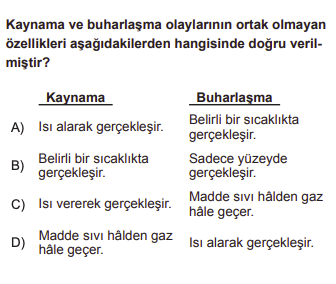 Kaynama ve buharlaşma olaylarının ortak olmayan
özellikleri aşağıdakilerden hangisinde doğru veril-
miştir?
Kaynama Buharlaşma
A) Isı alarak gerçekleşir. Belirli bir sıcaklıkta
gerçekleşir.
B) Belirli bir sıcaklıkta
gerçekleşir. Sadece yüzeyde
gerçekleşir.
C) Isı vererek gerçekleşir. Madde sıvı hâlden gaz
hâle geçer.
D) Madde sıvı hâlden gaz
hâle geçer. Isı alarak gerçekleşir.